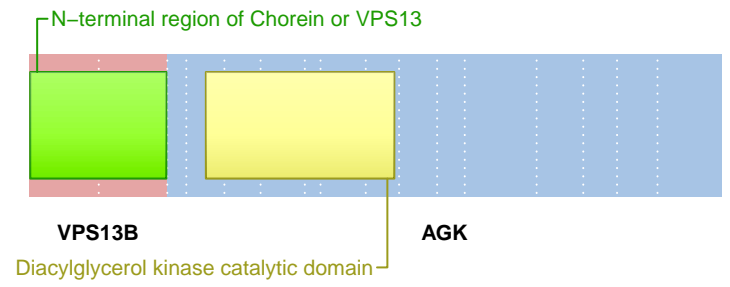 N−terminal region of Chorein or VPS13
VPS13B
AGK
Diacylglycerol kinase catalytic domain